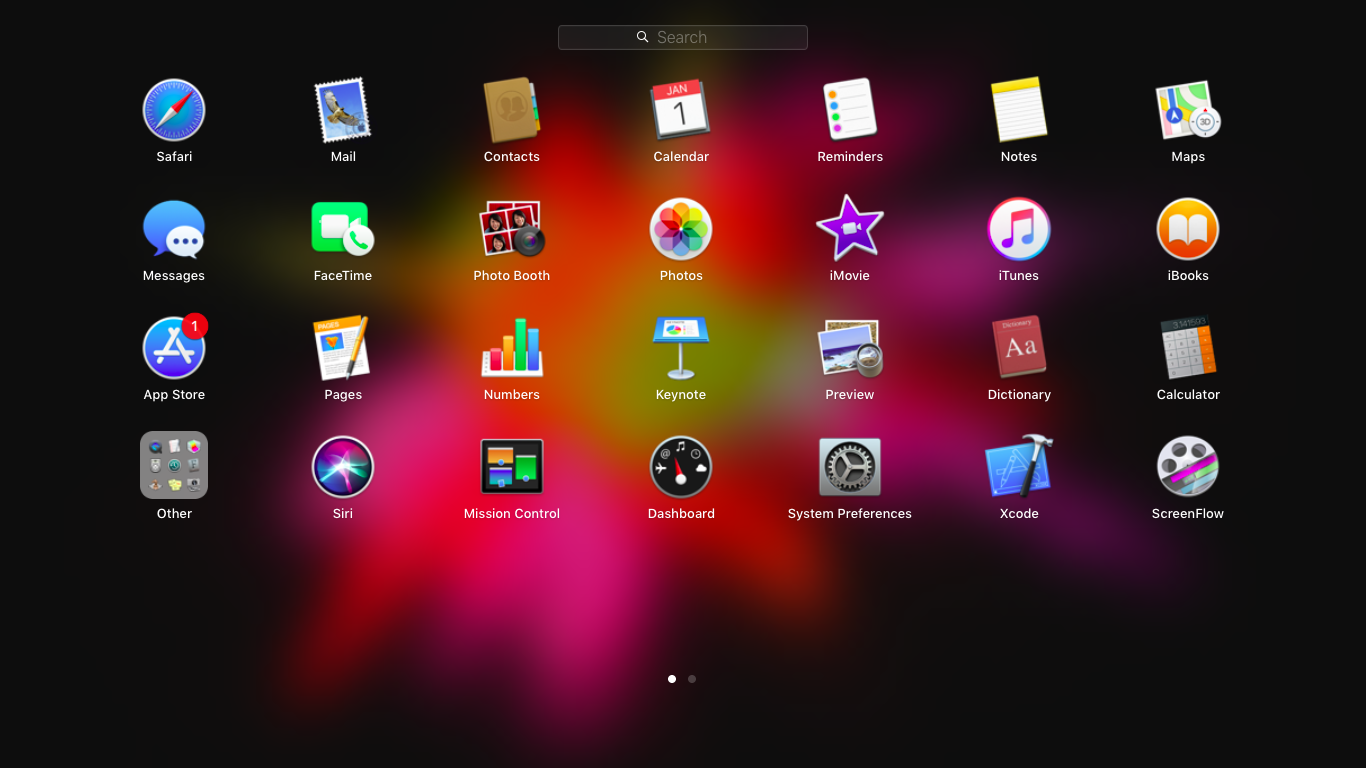 Search
JAN
1
3D
Safari
Mail
Contacts
Calendar
Reminders
Notes
Maps
Messages
FaceTime
Photo Booth
Photos
iMovie
iTunes
iBooks
1
PAGES
Dictionary
Aa
3.141593
App Store
Pages
Numbers
Keynote
Preview
Dictionary
Calculator
@
Other
Siri
Mission Control
Dashboard
System Preferences
Xcode
ScreenFlow